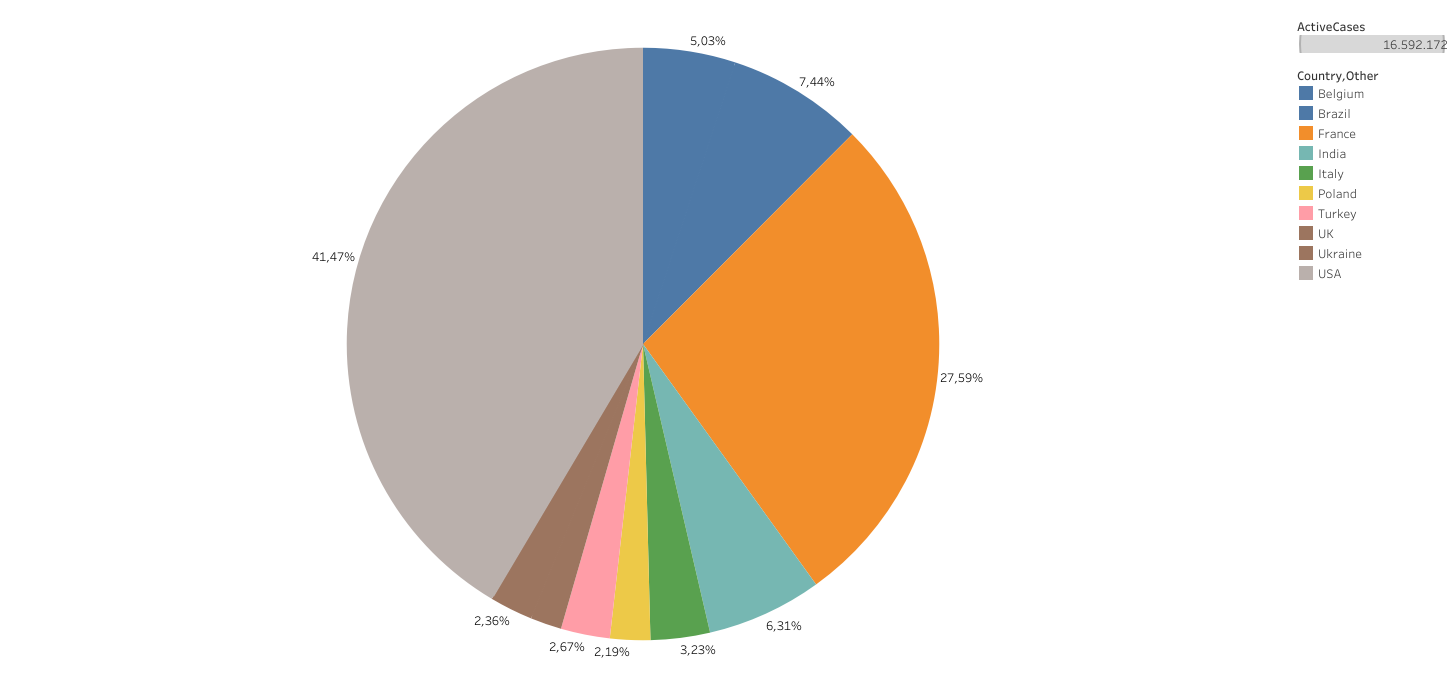 5,03%
7,44%
41,47%
27,59%
2,36%
2,67%
2,19%
3,23%
6,31%
ActiveCases
16.592.172
Country,Other
Belgium
Brazil
France
India
Italy
Poland
Turkey
UK
Ukraine
USA